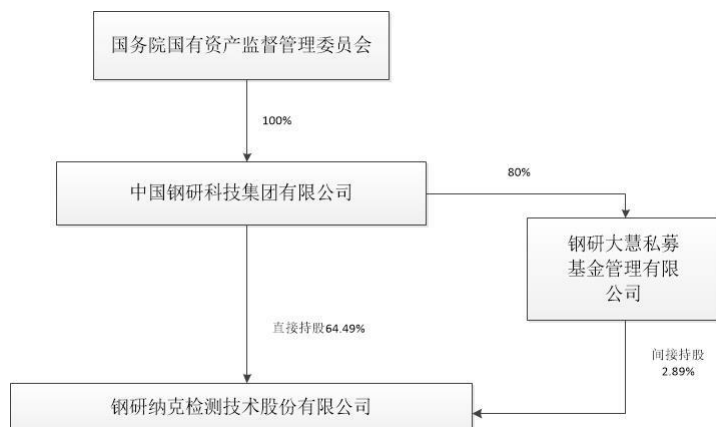 国务院国有资产监督管理委员会
100%
中国钢研科技集团有限公司
80%
钢研大慧私募
基金管理有限
公司
直接持股64.49%
间接持股
2.89%
钢研纳克检测技术股份有限公司